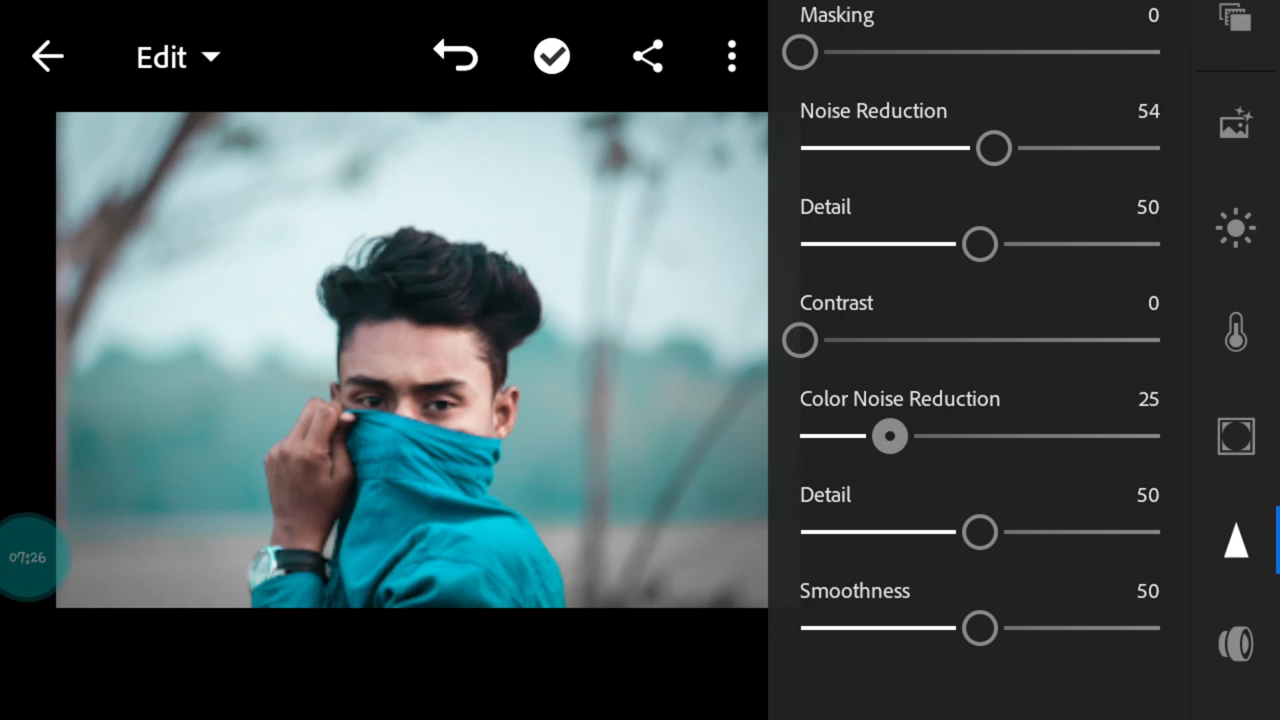 Edit
Masking 0
Noise Reduction 54
Detail 50
Contrast 0
Color Noise Reduction 25
Detail 50
Smoothness 50
07:26